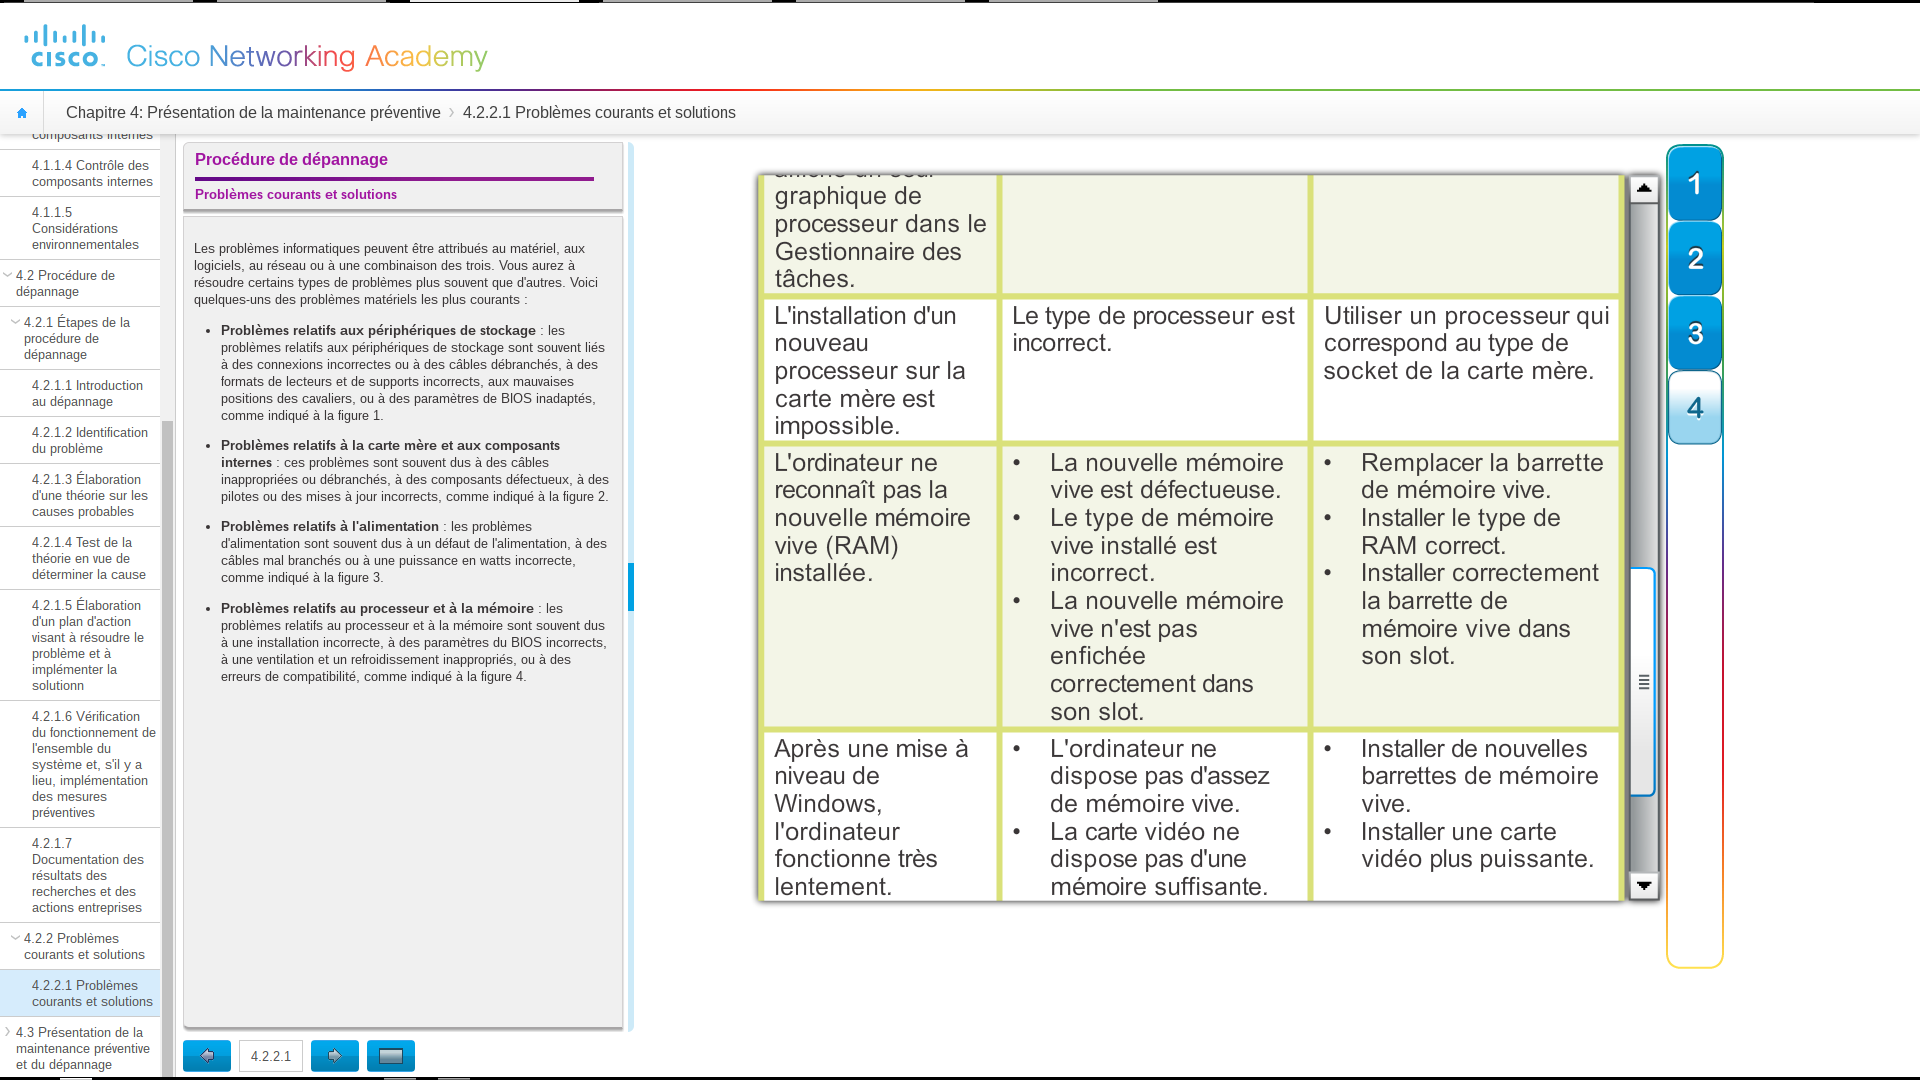 cisco
Cisco Networking Academy
Chapitre 4: Présentation de la maintenance préventive
4.2.2.1 Problèmes courants et solutions
composants internes
4.1.1.4 Contrôle des
composants internes
4.1.1.5
Considérations
environnementales
4.2 Procédure de
dépannage
4.2.1 Étapes de la
procédure de
dépannage
4.2.1.1 Introduction
au dépannage
4.2.1.2 Identification
du problème
4.2.1.3 Élaboration
d'une théorie sur les
causes probables
4.2.1.4 Test de la
théorie en vue de
déterminer la cause
4.2.1.5 Élaboration
d'un plan d'action
visant à résoudre le
problème et à
implémenter la
solutionn
4.2.1.6 Vérification
du fonctionnement de
l'ensemble du
système et, s'il y a
lieu, implémentation
des mesures
préventives
4.2.1.7
Documentation des
résultats des
recherches et des
actions entreprises
4.2.2 Problèmes
courants et solutions
4.2.2.1 Problèmes
courants et solutions
4.3 Présentation de la
maintenance préventive
et du dépannage
Procédure de dépannage
Problèmes courants et solutions
Les problèmes informatiques peuvent être attribués au matériel, aux
logiciels, au réseau ou à une combinaison des trois. Vous aurez à
résoudre certains types de problèmes plus souvent que d'autres. Voici
quelques-uns des problèmes matériels les plus courants :
• Problèmes relatifs aux périphériques de stockage : les
problèmes relatifs aux périphériques de stockage sont souvent liés
à des connexions incorrectes ou à des câbles débranchés, à des
formats de lecteurs et de supports incorrects, aux mauvaises
positions des cavaliers, ou à des paramètres de BIOS inadaptés,
comme indiqué à la figure 1.
• Problèmes relatifs à la carte mère et aux composants
internes : ces problèmes sont souvent dus à des câbles
inappropriées ou débranchés, à des composants défectueux, à des
pilotes ou des mises à jour incorrects, comme indiqué à la figure 2.
• Problèmes relatifs à l'alimentation : les problèmes
d'alimentation sont souvent dus à un défaut de l'alimentation, à des
câbles mal branchés ou à une puissance en watts incorrecte,
comme indiqué à la figure 3.
• Problèmes relatifs au processeur et à la mémoire : les
problèmes relatifs au processeur et à la mémoire sont souvent dus
à une installation incorrecte, à des paramètres du BIOS incorrects,
à une ventilation et un refroidissement inappropriés, ou à des
erreurs de compatibilité, comme indiqué à la figure 4.
4.2.2.1
affiche un seul
graphique de
processeur dans le
Gestionnaire des
tâches.
L'installation d'un
nouveau
processeur sur la
carte mère est
impossible.
Le type de processeur est
incorrect.
Utiliser un processeur qui
correspond au type de
socket de la carte mère.
L'ordinateur ne
reconnaît pas la
nouvelle mémoire
vive (RAM)
installée.
• La nouvelle mémoire
vive est défectueuse.
• Le type de mémoire
vive installé est
incorrect.
• La nouvelle mémoire
vive n'est pas
enfichée
correctement dans
son slot.
• Remplacer la barrette
de mémoire vive.
• Installer le type de
RAM correct.
• Installer correctement
la barrette de
mémoire vive dans
son slot.
Après une mise à
niveau de
Windows,
l'ordinateur
fonctionne très
lentement.
• L'ordinateur ne
dispose pas d'assez
de mémoire vive.
• La carte vidéo ne
dispose pas d'une
mémoire suffisante.
• Installer de nouvelles
barrettes de mémoire
vive.
• Installer une carte
vidéo plus puissante.
1
2
3
4